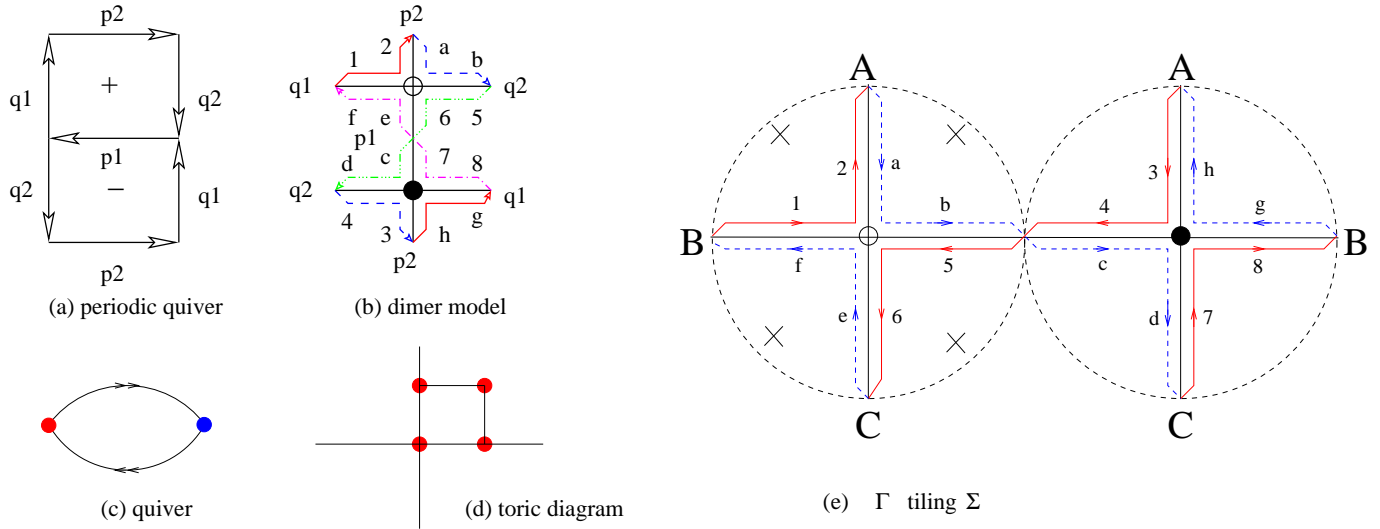 p2
q1
+
q2
p1
q2
−
q1
p2
(a) periodic quiver
p2
1 2 a b
q1 q2
f e 6 5
p1
d c 7 8
q2 q1
4 3 h g
p2
(b) dimer model
(c) quiver
(d) toric diagram
A A
2 a 3 h
1 b 4 g
B B
f 5 c 8
e 6 d 7
C C
(e) Γ tiling Σ